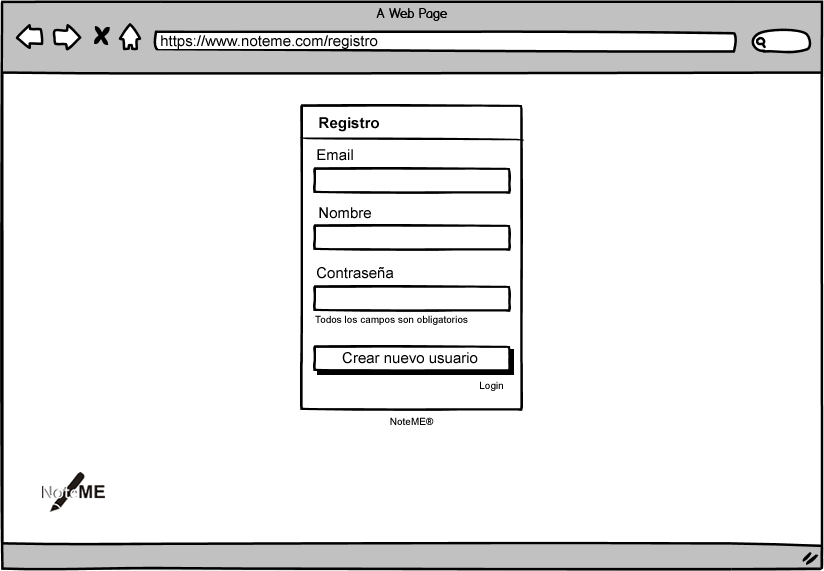 A Web Page
https://www.noteme.com/registro
Registro
Email
Nombre
Contraseña
Todos los campos son obligatorios
Crear nuevo usuario
Login
NoteME®
NoteME